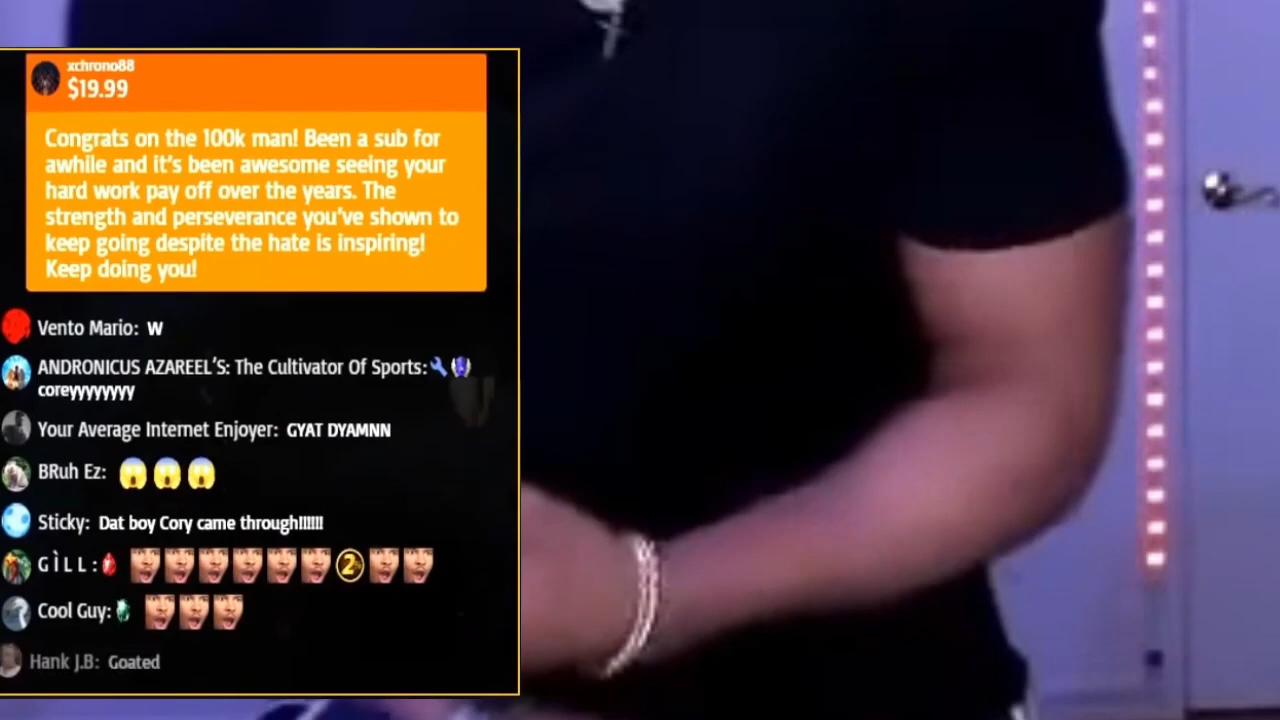 xchrono88
$19.99
Congrats on the 100k man! Been a sub for
awhile and it's been awesome seeing your
hard work pay off over the years. The
strength and perseverance you've shown to
keep going despite the hate is inspiring!
Keep doing you!
Vento Mario: W
ANDRONICUS AZAREEL'S: The Cultivator Of Sports:
coreyyyyyyyy
Your Average Internet Enjoyer: GYAT DYAMNN
BRuh Ez:
Sticky: Dat boy Cory came through!!!!!!
GÌLL: 2
Cool Guy:
Hank J.B: Goated